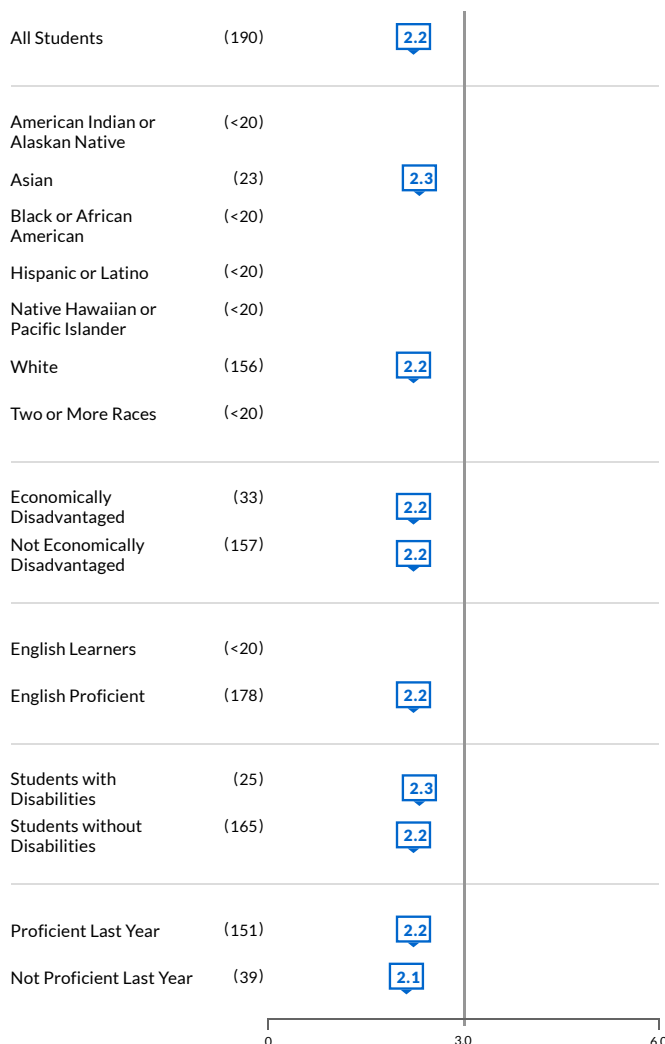 All Students (190) 2.2
American Indian or (<20)
Alaskan Native
Asian (23) 2.3
Black or African (<20)
American
Hispanic or Latino (<20)
Native Hawaiian or (<20)
Pacific Islander
White (156) 2.2
Two or More Races (<20)
Economically (33) 2.2
Disadvantaged
Not Economically (157) 2.2
Disadvantaged
English Learners (<20)
English Proficient (178) 2.2
Students with (25) 2.3
Disabilities
Students without (165) 2.2
Disabilities
Proficient Last Year (151) 2.2
Not Proficient Last Year (39) 2.1
0 3.0 6.0